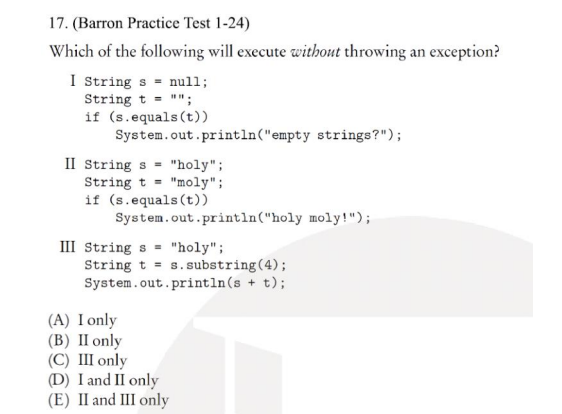 17. (Barron Practice Test 1-24)
Which of the following will execute without throwing an exception?
I String s = null;
String t = "";
if (s.equals(t))
System.out.println("empty strings?");
II String s = "holy";
String t = "moly";
if (s.equals(t))
System.out.println("holy moly!");
III String s = "holy";
String t = s.substring(4);
System.out.println(s + t);
(A) I only
(B) II only
(C) III only
(D) I and II only
(E) II and III only